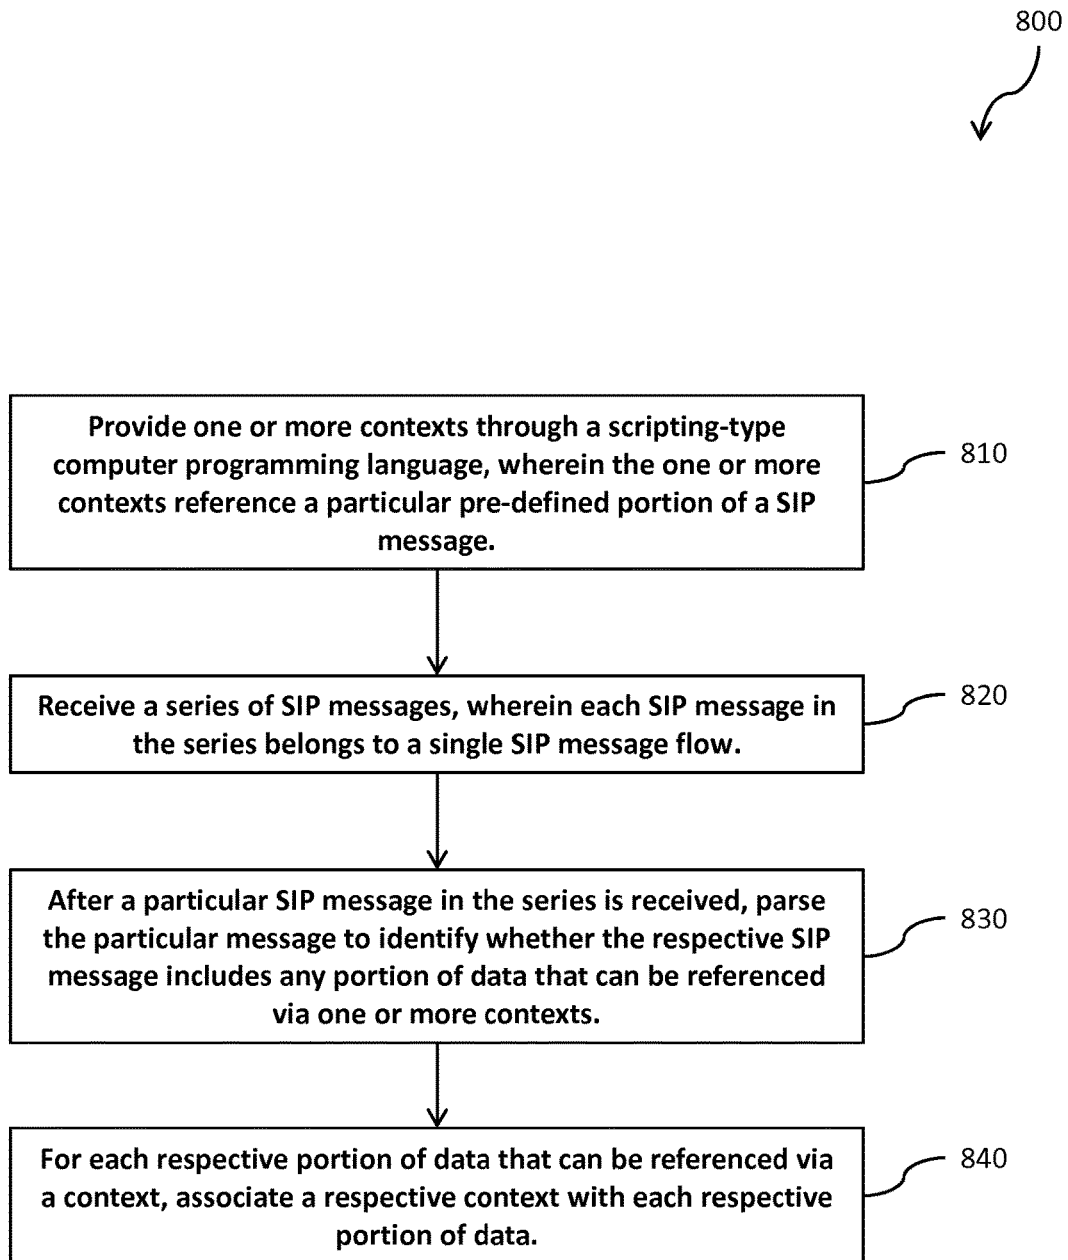 800
Provide one or more contexts through a scripting-type
computer programming language, wherein the one or more
contexts reference a particular pre-defined portion of a SIP
message.
810
Receive a series of SIP messages, wherein each SIP message in
the series belongs to a single SIP message flow.
820
After a particular SIP message in the series is received, parse
the particular message to identify whether the respective SIP
message includes any portion of data that can be referenced
via one or more contexts.
830
For each respective portion of data that can be referenced via
a context, associate a respective context with each respective
portion of data.
840